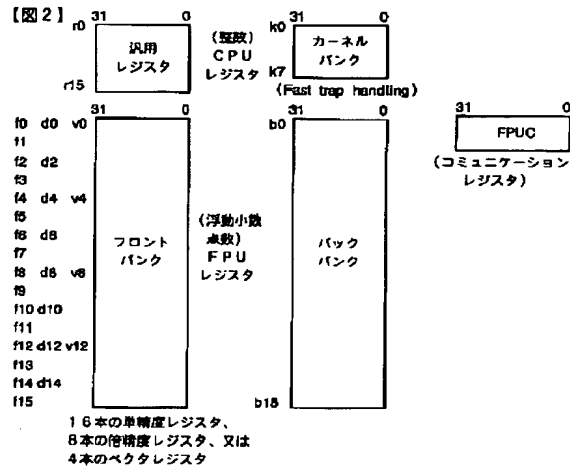 【図2】
31 0
r0
汎用
レジスタ
r15
(整数)
CPU
レジスタ
31 0
k0
カーネル
バンク
k7
(Fast trap handling)
31 0
f0 d0 v0
f1
f2 d2
f3
f4 d4 v4
f5
f6 d6
f7
f8 d8 v8
f9
f10 d10
f11
f12 d12 v12
f13
f14 d14
f15
フロント
バンク
(浮動小数
点数)
FPU
レジスタ
31 0
b0
バック
バンク
b15
31 0
FPUC
(コミュニケーション
レジスタ)
16本の単精度レジスタ、
8本の倍精度レジスタ、又は
4本のベクタレジスタ